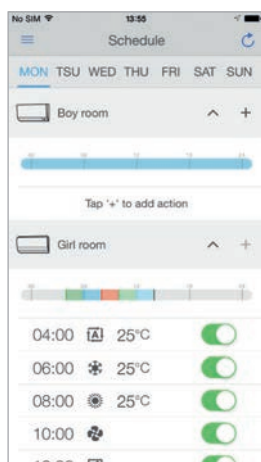 No SIM 13:55
Schedule
MON TSU WED THU FRI SAT SUN
Boy room
Tap '+' to add action
Girl room
04:00 A 25°C
06:00 25°C
08:00 25°C
10:00